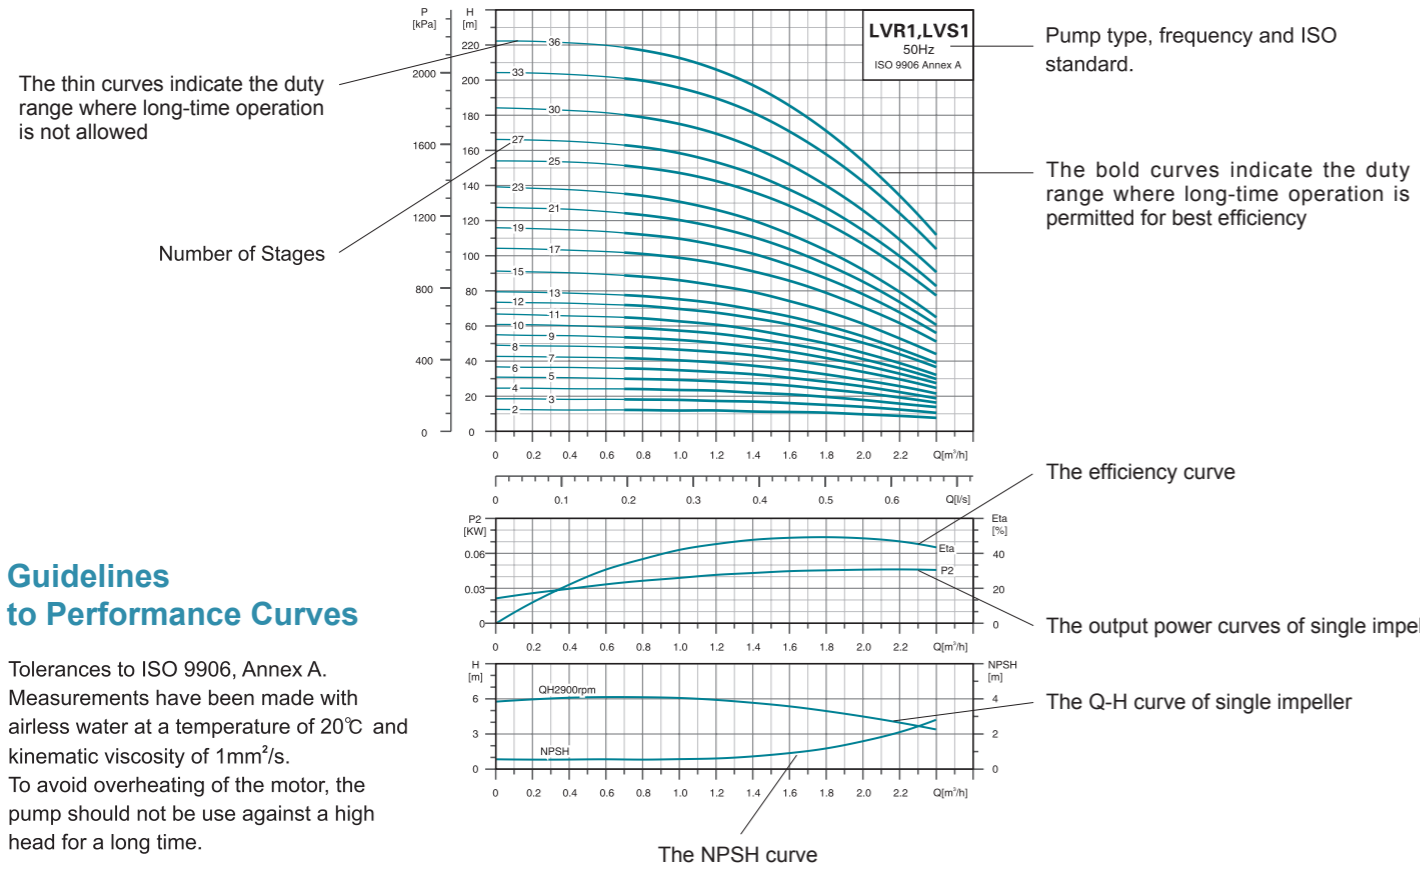 P
[kPa]
H
[m]
LVR1,LVS1
50Hz
ISO 9906 Annex A
Pump type, frequency and ISO
standard.
The thin curves indicate the duty
range where long-time operation
is not allowed
The bold curves indicate the duty
range where long-time operation is
permitted for best efficiency
Number of Stages
2000
1600
1200
800
400
0
220
200
180
160
140
120
100
80
60
40
20
0
36
33
30
27
25
23
21
19
17
15
13
12
11
10
9
8
7
6
5
4
3
2
0 0.2 0.4 0.6 0.8 1.0 1.2 1.4 1.6 1.8 2.0 2.2 Q[m³/h]
0 0.1 0.2 0.3 0.4 0.5 0.6 Q[l/s]
The efficiency curve
P2
[KW]
Eta
[%]
0.06
0.03
0
40
20
0
Eta
P2
0 0.2 0.4 0.6 0.8 1.0 1.2 1.4 1.6 1.8 2.0 2.2 Q[m³/h]
The output power curves of single impel
H
[m]
NPSH
[m]
6
3
0
4
2
0
QH2900rpm
NPSH
0 0.2 0.4 0.6 0.8 1.0 1.2 1.4 1.6 1.8 2.0 2.2 Q[m³/h]
The Q-H curve of single impeller
The NPSH curve
Guidelines
to Performance Curves
Tolerances to ISO 9906, Annex A.
Measurements have been made with
airless water at a temperature of 20℃ and
kinematic viscosity of 1mm²/s.
To avoid overheating of the motor, the
pump should not be use against a high
head for a long time.